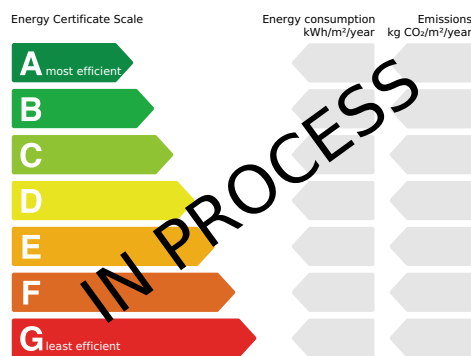 Energy Certificate Scale
Energy consumption
kWh/m²/year
Emissions
kg CO₂/m²/year
A most efficient
B
C
D
E
F
G least efficient
IN PROCESS